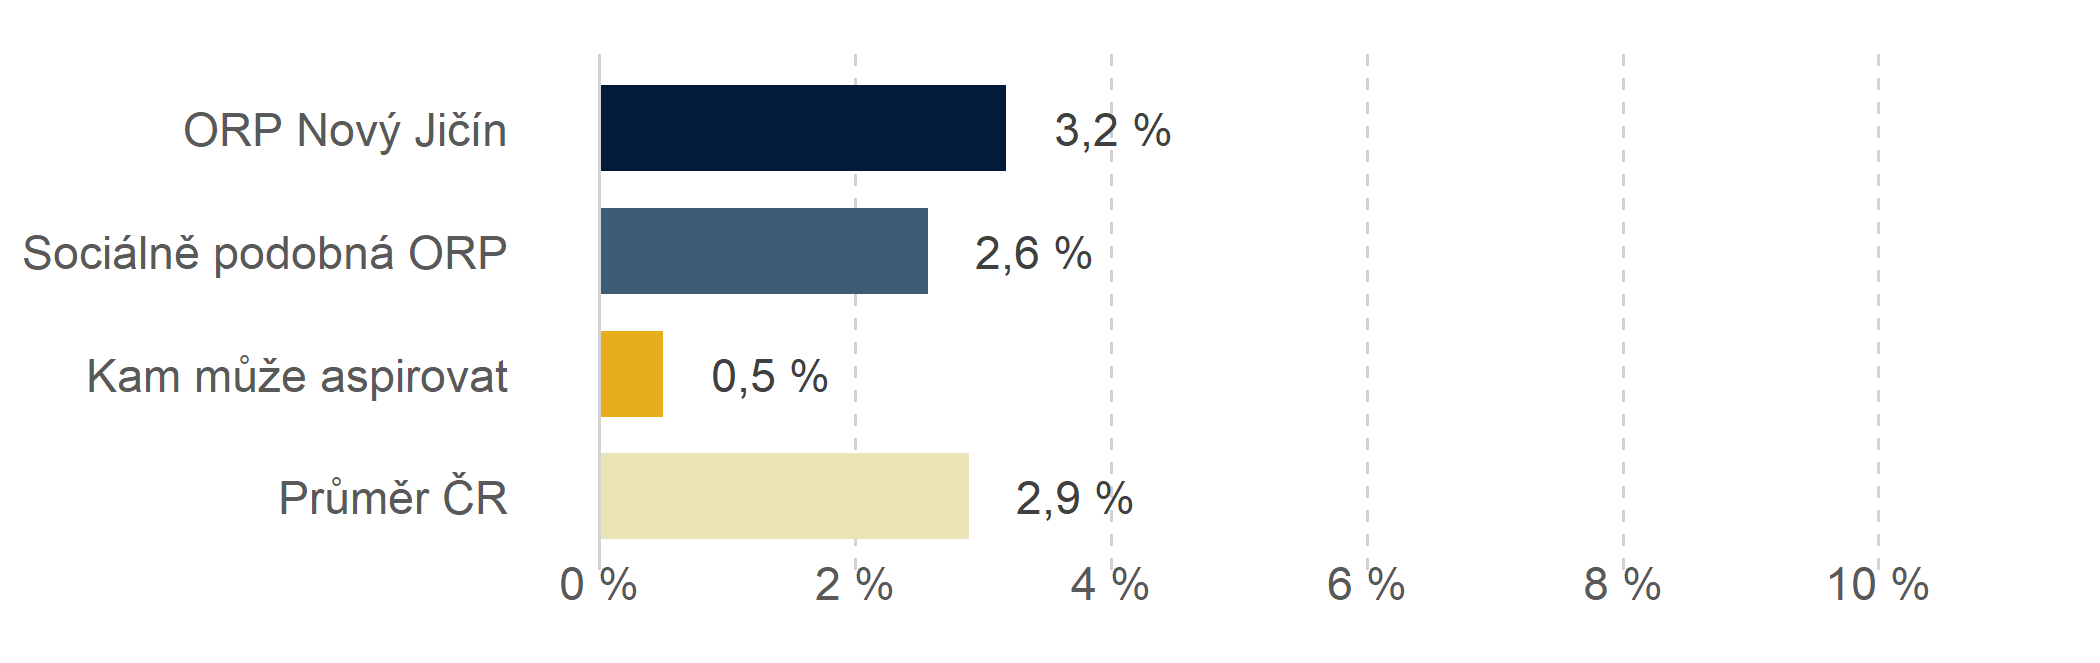 ORP Nový Jičín 3,2 %
Sociálně podobná ORP 2,6 %
Kam může aspirovat 0,5 %
Průměr ČR 2,9 %
0 % 2 % 4 % 6 % 8 % 10 %